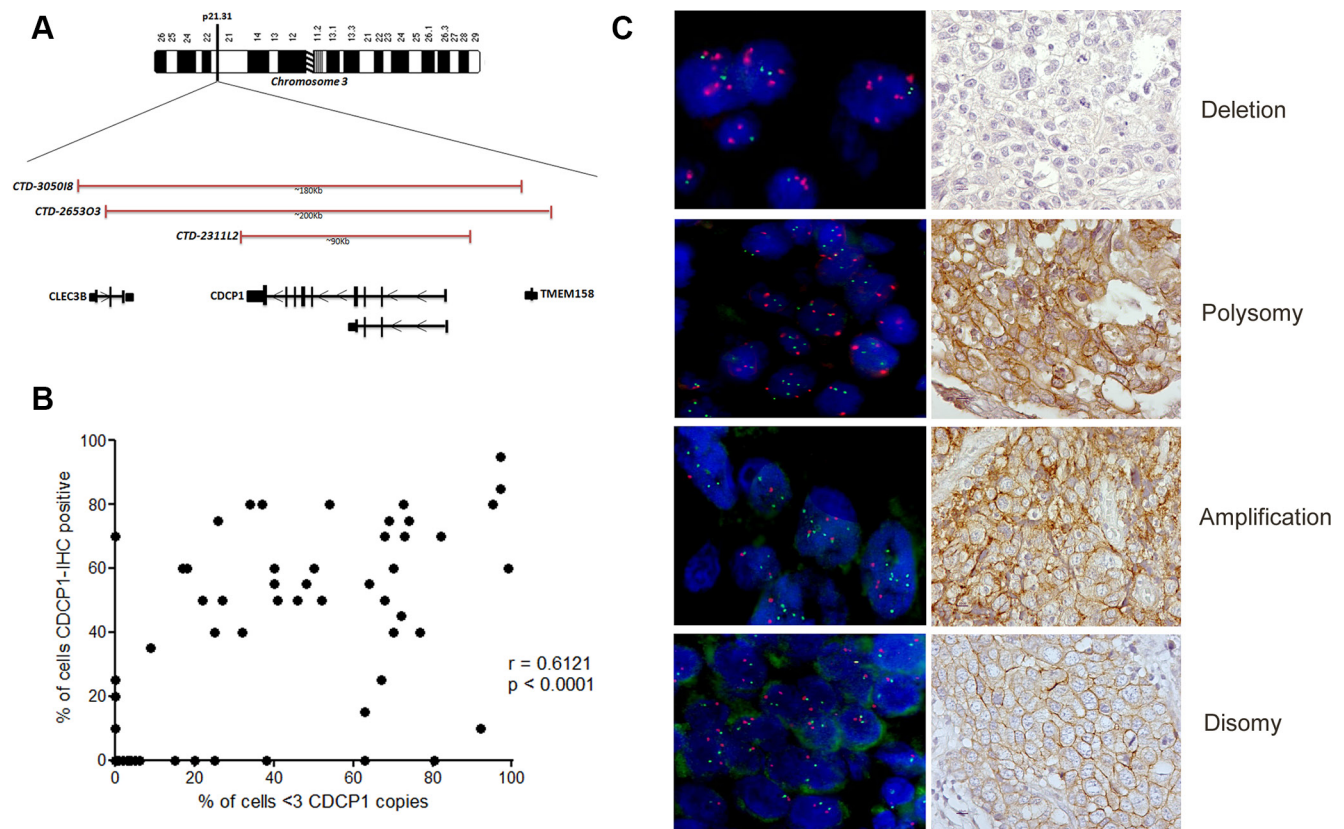 A
p21.31
26
25
24
22
21
14
13
12
11.2
13.1
13.3
21
22
23
24
25
26.1
26.3
27
28
29
Chromosome 3
CTD-3050I8
~180Kb
CTD-2653O3
~200Kb
CTD-2311L2
~90Kb
CLEC3B
CDCP1
TMEM158
B
% of cells CDCP1-IHC positive
100
80
60
40
20
0
r = 0.6121
p < 0.0001
0 20 40 60 80 100
% of cells <3 CDCP1 copies
C
Deletion
Polysomy
Amplification
Disomy